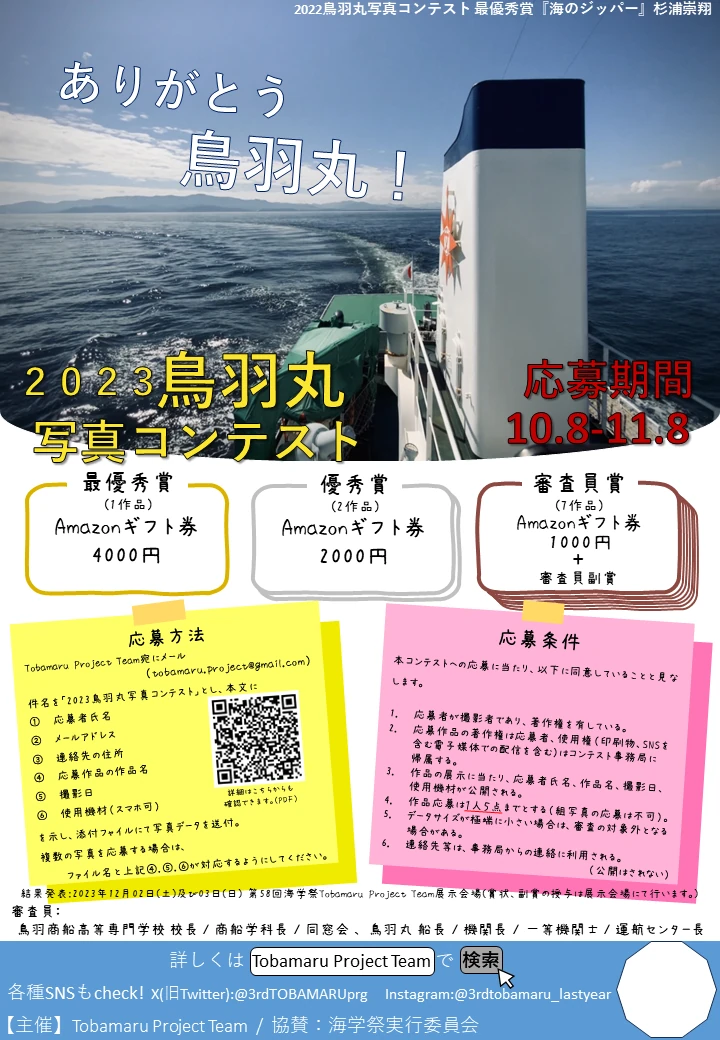 2022鳥羽丸写真コンテスト 最優秀賞『海のジッパー』杉浦崇翔
ありがとう
鳥羽丸！
２０２３鳥羽丸
写真コンテスト
応募期間
10.8-11.8
最優秀賞
(1作品)
Amazonギフト券
4000円
優秀賞
(2作品)
Amazonギフト券
2000円
審査員賞
(7作品)
Amazonギフト券
1000円
+
審査員副賞
応募方法
Tobamaru Project Team宛にメール
(tobamaru.project@gmail.com)
件名を「2023鳥羽丸写真コンテスト」とし、本文に
① 応募者氏名
② メールアドレス
③ 連絡先の住所
④ 応募作品の作品名
⑤ 撮影日
⑥ 使用機材(スマホ可)
を示し、添付ファイルにて写真データを送付。
複数の写真を応募する場合は、
ファイル名と上記④.⑤.⑥が対応するようにしてください。
詳細はこちらからも
確認できます。(PDF)
応募条件
本コンテストへの応募に当たり、以下に同意していることと見な
します。
1. 応募者が撮影者であり、著作権を有している。
2. 応募作品の著作権は応募者、使用権(印刷物、SNSを
含む電子媒体での配信を含む)はコンテスト事務局に
帰属する。
3. 作品の展示に当たり、応募者氏名、作品名、撮影日、
使用機材が公開される。
4. 作品応募は1人5点までとする(組写真の応募は不可)。
5. データサイズが極端に小さい場合は、審査の対象外となる
場合がある。
6. 連絡先等は、事務局からの連絡に利用される。
(公開はされない)
結果発表:2023年12月02日(土)及び03日(日) 第58回海学祭Tobamaru Project Team展示会場(賞状、副賞の授与は展示会場にて行います。)
審査員：
鳥羽商船高等専門学校 校長 / 商船学科長 / 同窓会 、鳥羽丸 船長 / 機関長 / 一等機関士 / 運航センター長
詳しくは Tobamaru Project Team で 検索
各種SNSもcheck! X(旧Twitter):@3rdTOBAMARUprg Instagram:@3rdtobamaru_lastyear
【主催】Tobamaru Project Team / 協賛：海学祭実行委員会